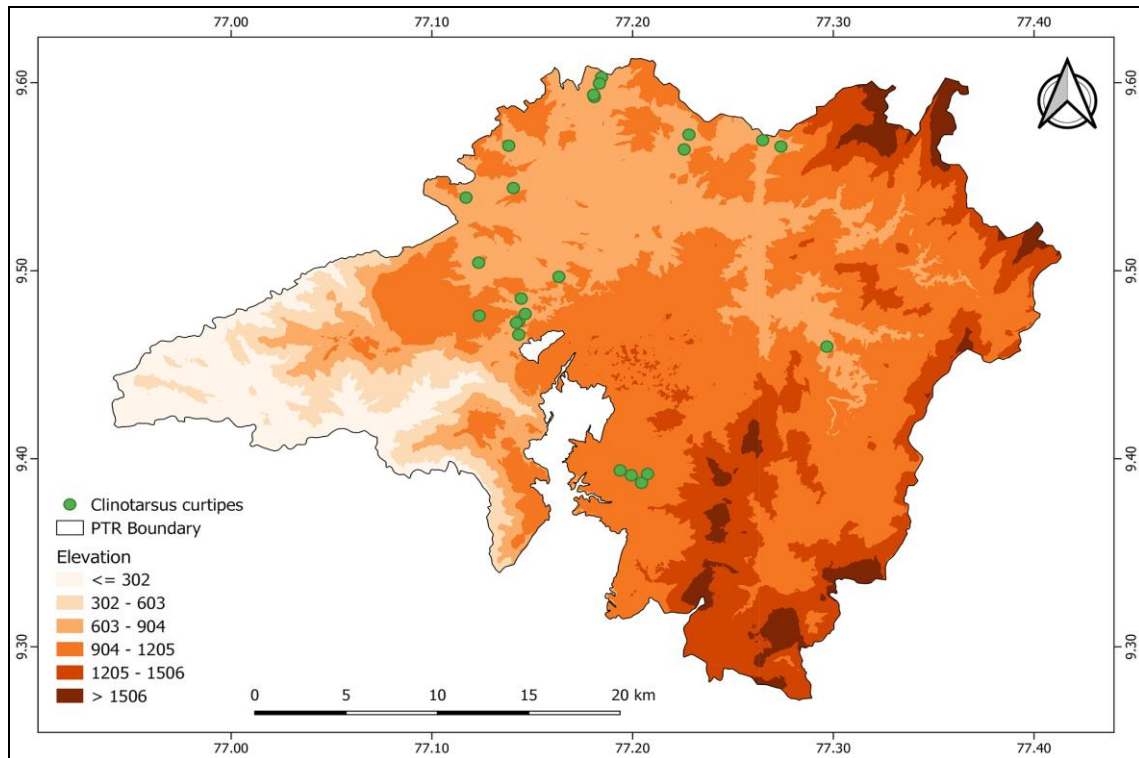 77.00 77.10 77.20 77.30 77.40
9.60 9.60
9.50 9.50
9.40 9.40
9.30 9.30
Clinotarsus curtipes
PTR Boundary
Elevation
<= 302
302 - 603
603 - 904
904 - 1205
1205 - 1506
> 1506
0 5 10 15 20 km
77.00 77.10 77.20 77.30 77.40